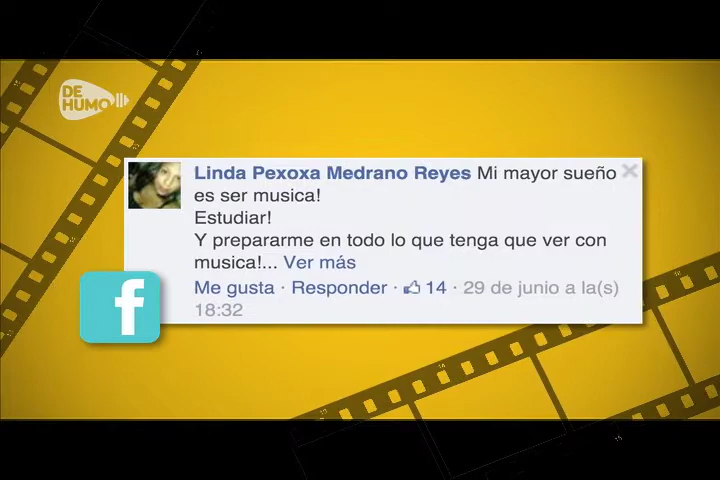 DE
HUMO
Linda Pexoxa Medrano Reyes Mi mayor sueño
es ser musica!
Estudiar!
Y prepararme en todo lo que tenga que ver con
musica!... Ver más
Me gusta · Responder · 14 · 29 de junio a la(s)
18:32
f